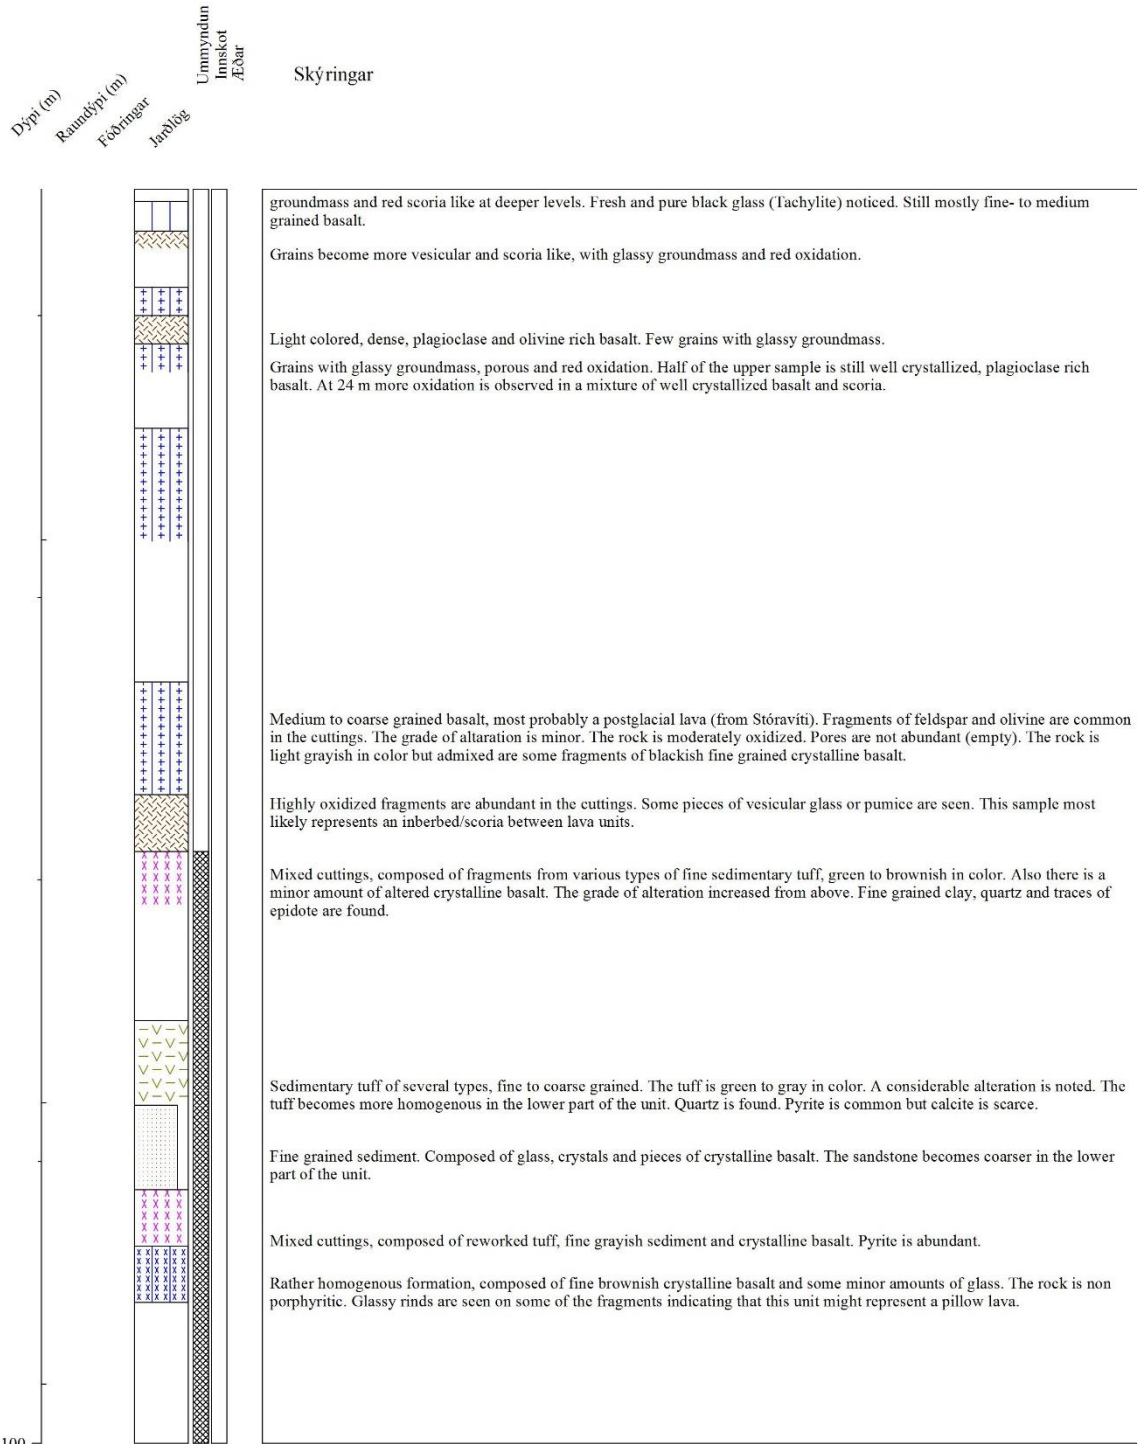 Dýpi (m)
Raundýpi (m)
Fóðringar
Jarðlög
Ummyndun
Innskot
Æðar
Skýringar
groundmass and red scoria like at deeper levels. Fresh and pure black glass (Tachylite) noticed. Still mostly fine- to medium
grained basalt.
Grains become more vesicular and scoria like, with glassy groundmass and red oxidation.
Light colored, dense, plagioclase and olivine rich basalt. Few grains with glassy groundmass.
Grains with glassy groundmass, porous and red oxidation. Half of the upper sample is still well crystallized, plagioclase rich
basalt. At 24 m more oxidation is observed in a mixture of well crystallized basalt and scoria.
Medium to coarse grained basalt, most probably a postglacial lava (from Stóravíti). Fragments of feldspar and olivine are common
in the cuttings. The grade of altaration is minor. The rock is moderately oxidized. Pores are not abundant (empty). The rock is
light grayish in color but admixed are some fragments of blackish fine grained crystalline basalt.
Highly oxidized fragments are abundant in the cuttings. Some pieces of vesicular glass or pumice are seen. This sample most
likely represents an inberbed/scoria between lava units.
Mixed cuttings, composed of fragments from various types of fine sedimentary tuff, green to brownish in color. Also there is a
minor amount of altered crystalline basalt. The grade of alteration increased from above. Fine grained clay, quartz and traces of
epidote are found.
Sedimentary tuff of several types, fine to coarse grained. The tuff is green to gray in color. A considerable alteration is noted. The
tuff becomes more homogenous in the lower part of the unit. Quartz is found. Pyrite is common but calcite is scarce.
Fine grained sediment. Composed of glass, crystals and pieces of crystalline basalt. The sandstone becomes coarser in the lower
part of the unit.
Mixed cuttings, composed of reworked tuff, fine grayish sediment and crystalline basalt. Pyrite is abundant.
Rather homogenous formation, composed of fine brownish crystalline basalt and some minor amounts of glass. The rock is non
porphyritic. Glassy rinds are seen on some of the fragments indicating that this unit might represent a pillow lava.
100